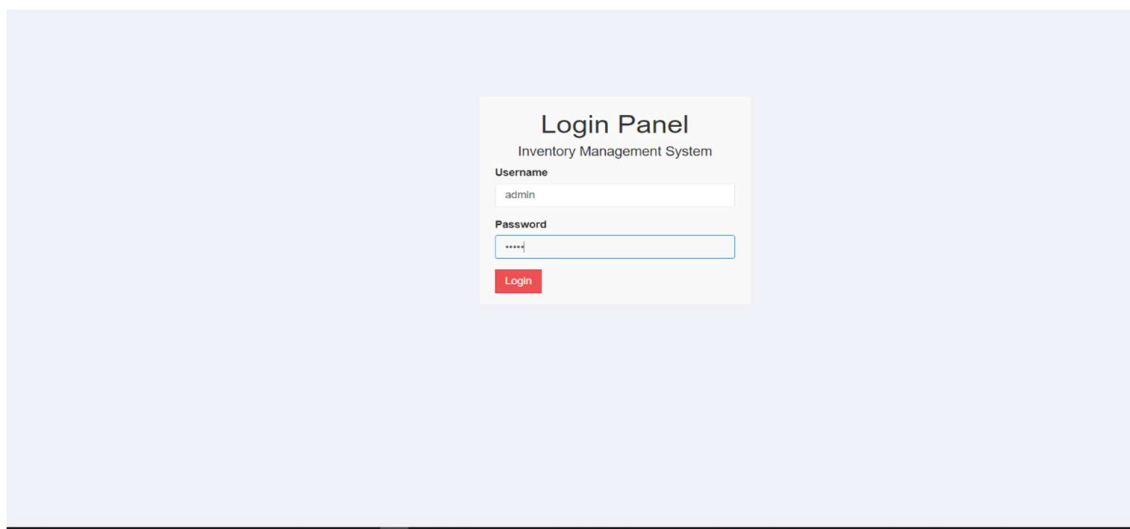 Login Panel
Inventory Management System
Username
admin
Password
•••••
Login